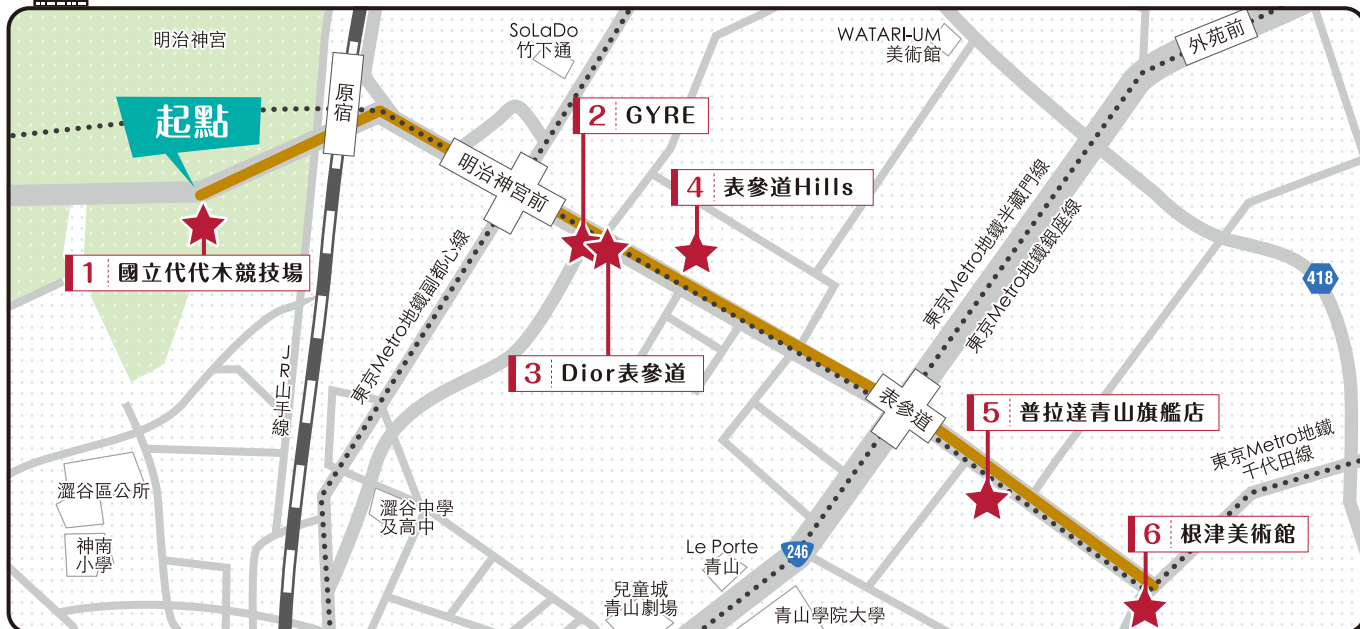 明治神宮
SoLaDo
竹下通
WATARI-UM
美術館
外苑前
原宿
起點
2 GYRE
明治神宮前
4 表參道Hills
1 國立代代木競技場
東京Metro地鐵副都心線
東京Metro地鐵半藏門線
東京Metro地鐵銀座線
418
JR山手線
3 Dior表參道
表參道
5 普拉達青山旗艦店
東京Metro地鐵
千代田線
澀谷區公所
澀谷中學
及高中
神南
小學
Le Porte
青山
246
6 根津美術館
兒童城
青山劇場
青山學院大學